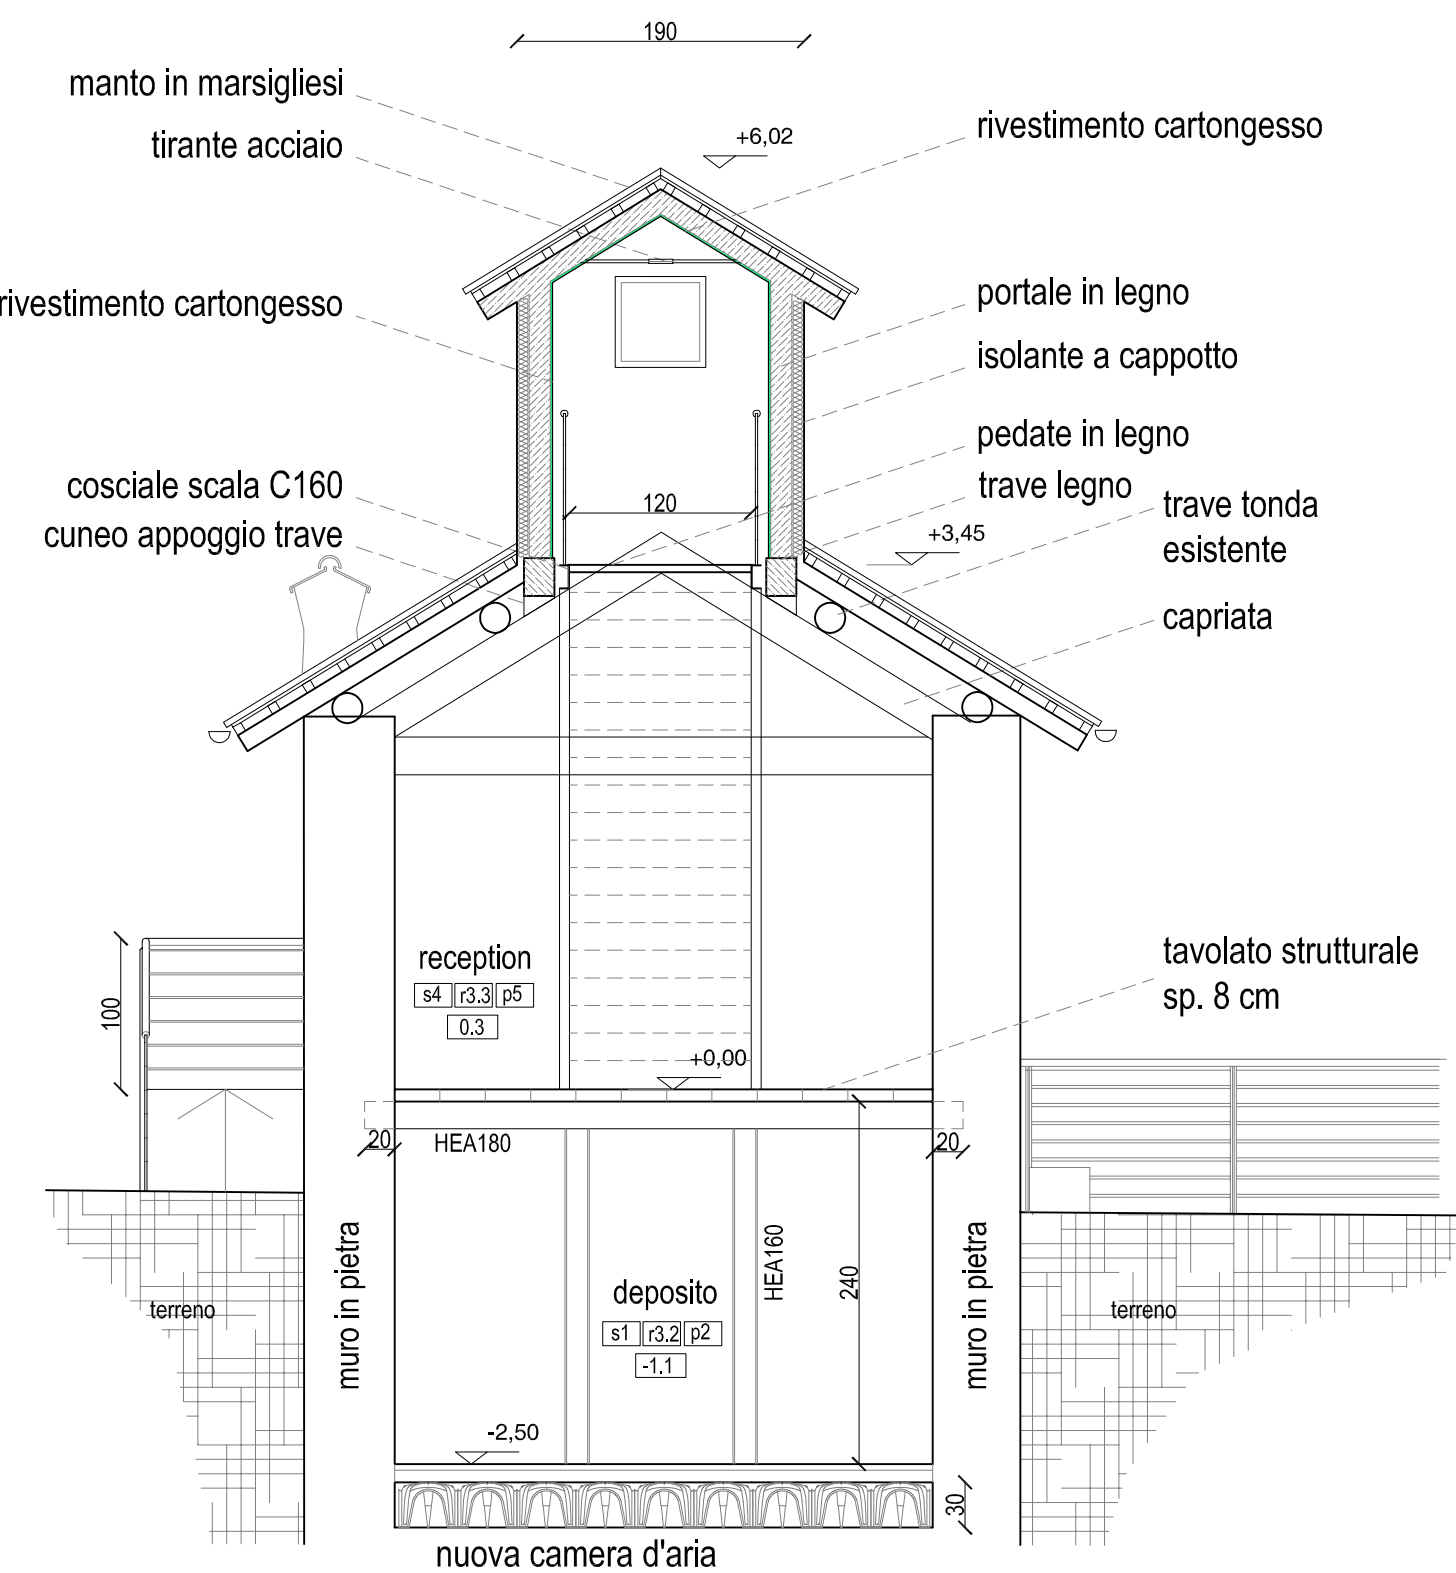 190
manto in marsigliesi
+6,02
rivestimento cartongesso
tirante acciaio
rivestimento cartongesso
portale in legno
isolante a cappotto
pedate in legno
cosciale scala C160
trave legno
120
trave tonda
esistente
cuneo appoggio trave
+3,45
capriata
reception
s4 r3.3 p5
0.3
tavolato strutturale
sp. 8 cm
100
+0,00
20
HEA180
20
muro in pietra
HEA160
240
muro in pietra
deposito
s1 r3.2 p2
-1.1
terreno
terreno
-2,50
30
nuova camera d'aria